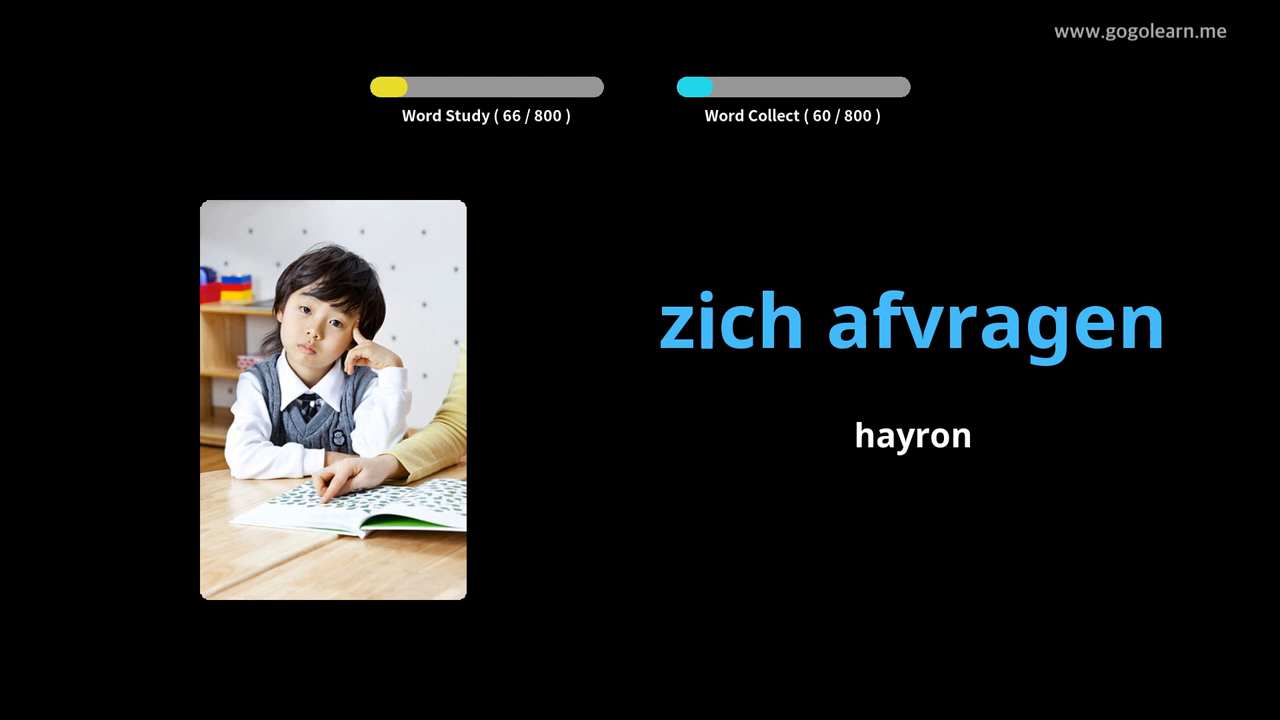 www.gogolearn.me
Word Study ( 66 / 800 )
Word Collect ( 60 / 800 )
zich afvragen
hayron